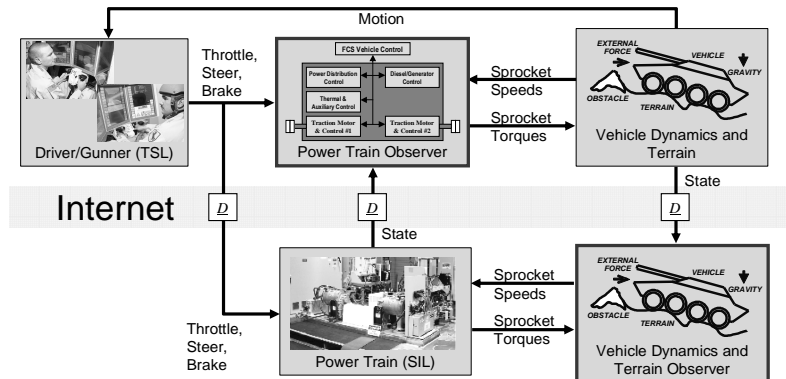 Motion
Throttle,
Steer,
Brake
Driver/Gunner (TSL)
FCS Vehicle Control
Power Distribution
Control
Diesel/Generator
Control
Thermal &
Auxiliary Control
Traction Motor
& Control #1
Traction Motor
& Control #2
Power Train Observer
Sprocket
Speeds
Sprocket
Torques
EXTERNAL
FORCE
VEHICLE
GRAVITY
OBSTACLE
TERRAIN
Vehicle Dynamics and
Terrain
State
Internet
D
D
D
State
Throttle,
Steer,
Brake
Power Train (SIL)
Sprocket
Speeds
Sprocket
Torques
EXTERNAL
FORCE
VEHICLE
GRAVITY
OBSTACLE
TERRAIN
Vehicle Dynamics and
Terrain Observer